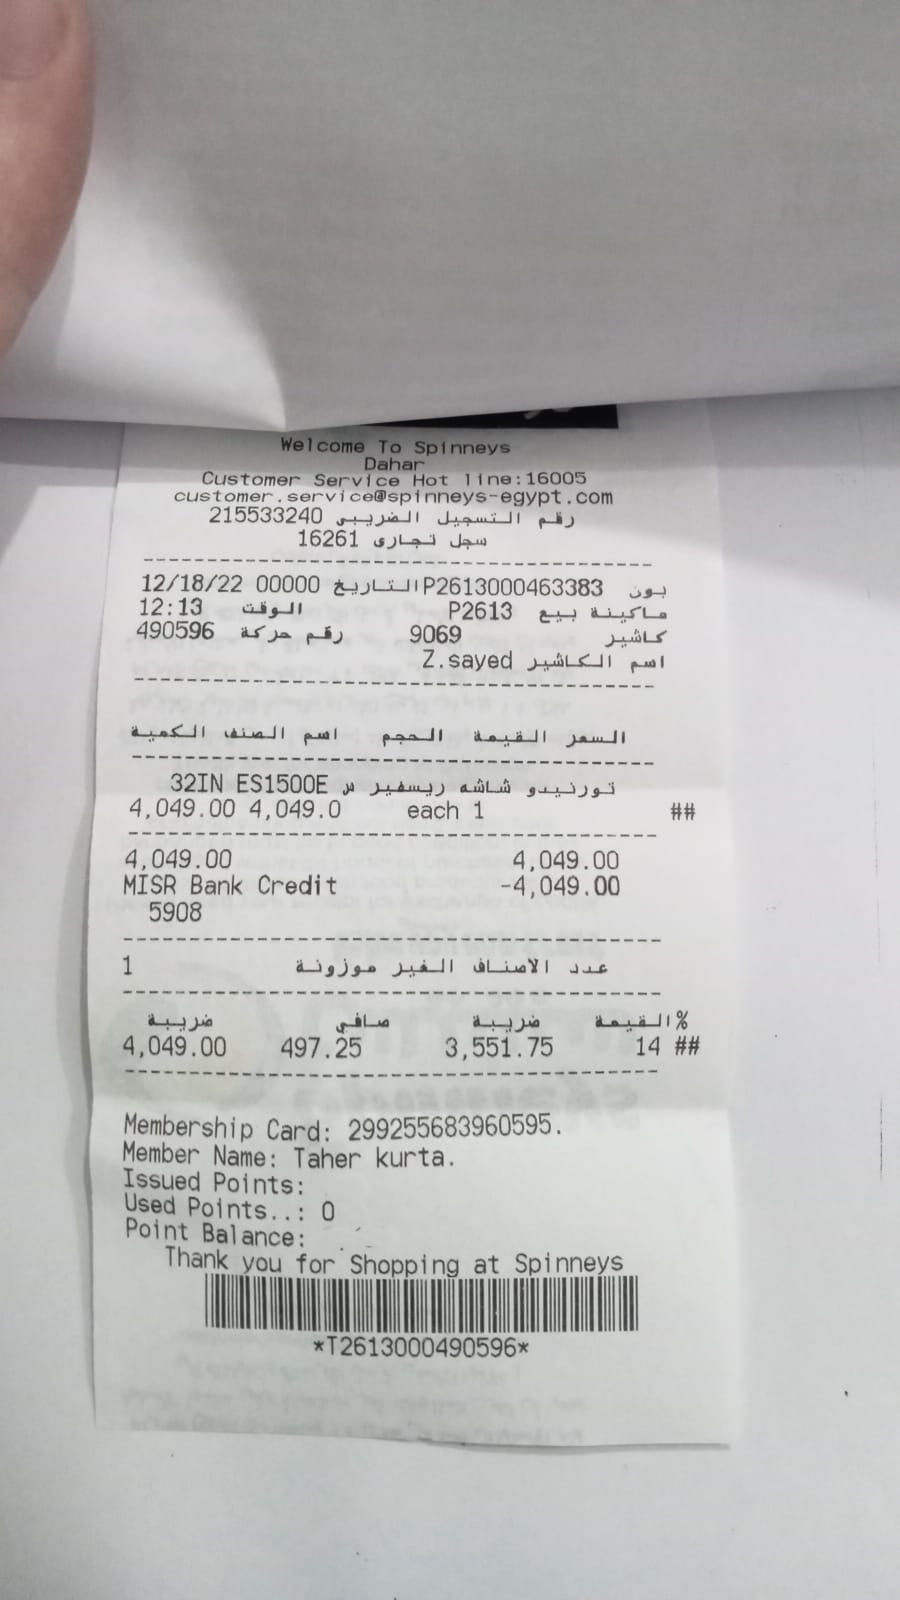 Welcome To Spinneys
Dahar
Customer Service Hot line:16005
customer.service@spinneys-egypt.com
رقم التسجيل الضريبى 215533240
سجل تجارى 16261
بون P2613000463383 التاريخ 00000 12/18/22
ماكينة بيع P2613 الوقت 12:13
كاشير 9069 رقم حركة 490596
اسم الكاشير Z.sayed
السعر القيمة الحجم اسم الصنف الكمية
تورنيدو شاشه ريسفير س 32IN ES1500E
4,049.00 4,049.0 each 1 ##
4,049.00 4,049.00
MISR Bank Credit -4,049.00
5908
عدد الاصناف الغير موزونة 1
%القيمة ضريبة صافي ضريبة
4,049.00 497.25 3,551.75 14 ##
Membership Card: 299255683960595.
Member Name: Taher kurta.
Issued Points:
Used Points..: 0
Point Balance:
Thank you for Shopping at Spinneys
*T2613000490596*